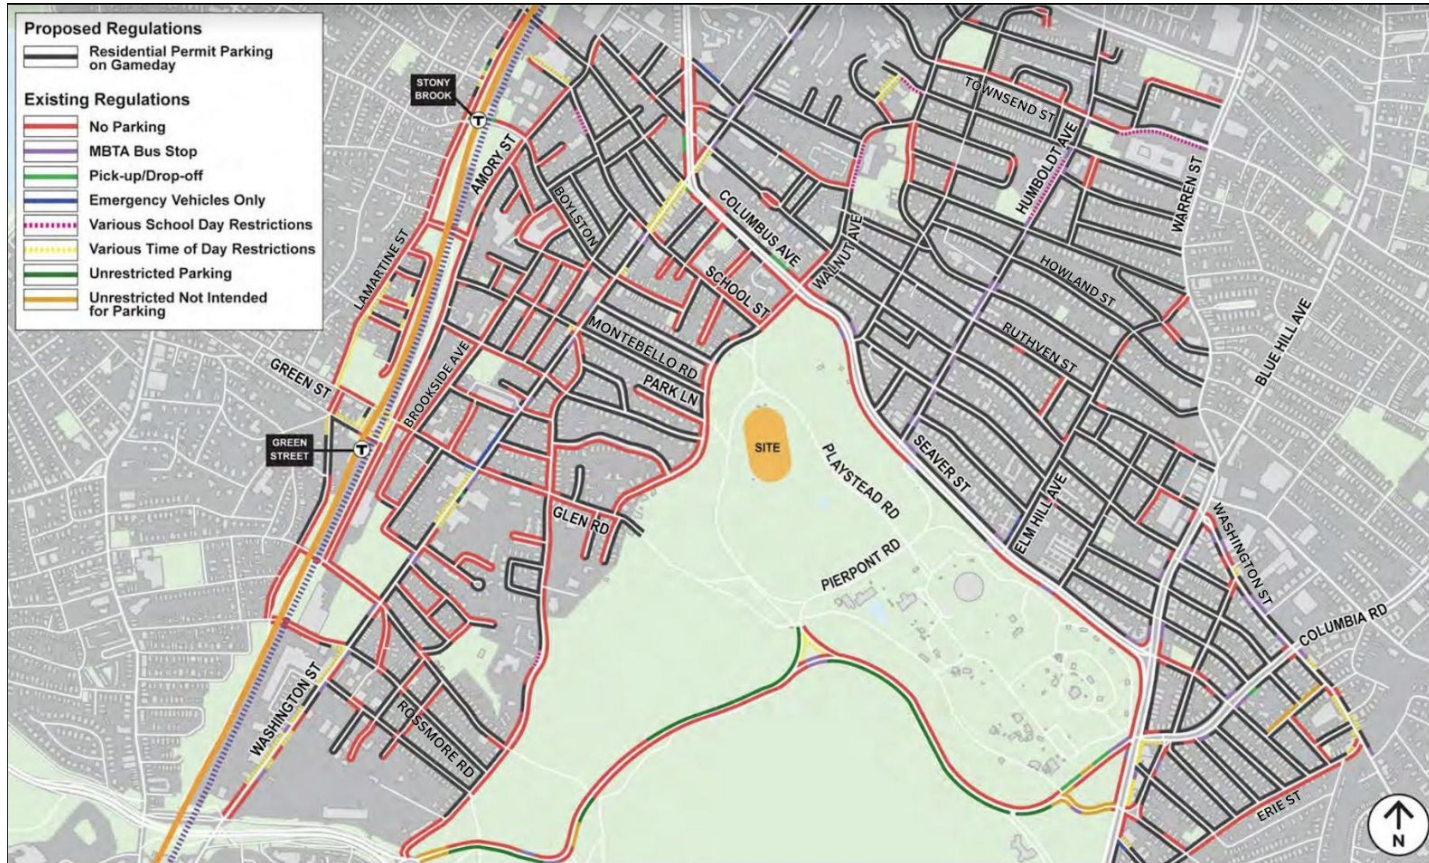 Proposed Regulations
Residential Permit Parking
on Gameday
Existing Regulations
No Parking
MBTA Bus Stop
Pick-up/Drop-off
Emergency Vehicles Only
Various School Day Restrictions
Various Time of Day Restrictions
Unrestricted Parking
Unrestricted Not Intended
for Parking
STONY
BROOK
T
AMORY ST
BOYLSTON
LAMARTINE ST
GREEN ST
GREEN
STREET
T
BROOKSIDE AVE
MONTEBELLO RD
PARK LN
SCHOOL ST
COLUMBUS AVE
WALNUT AVE
TOWNSEND ST
HUMBOLDT AVE
WARREN ST
HOWLAND ST
RUTHVEN ST
BLUE HILL AVE
SITE
PLAYSTEAD RD
PIERPONT RD
SEAVER ST
ELM HILL AVE
WASHINGTON ST
COLUMBIA RD
ERIE ST
GLEN RD
WASHINGTON ST
ROSSMORE RD
N